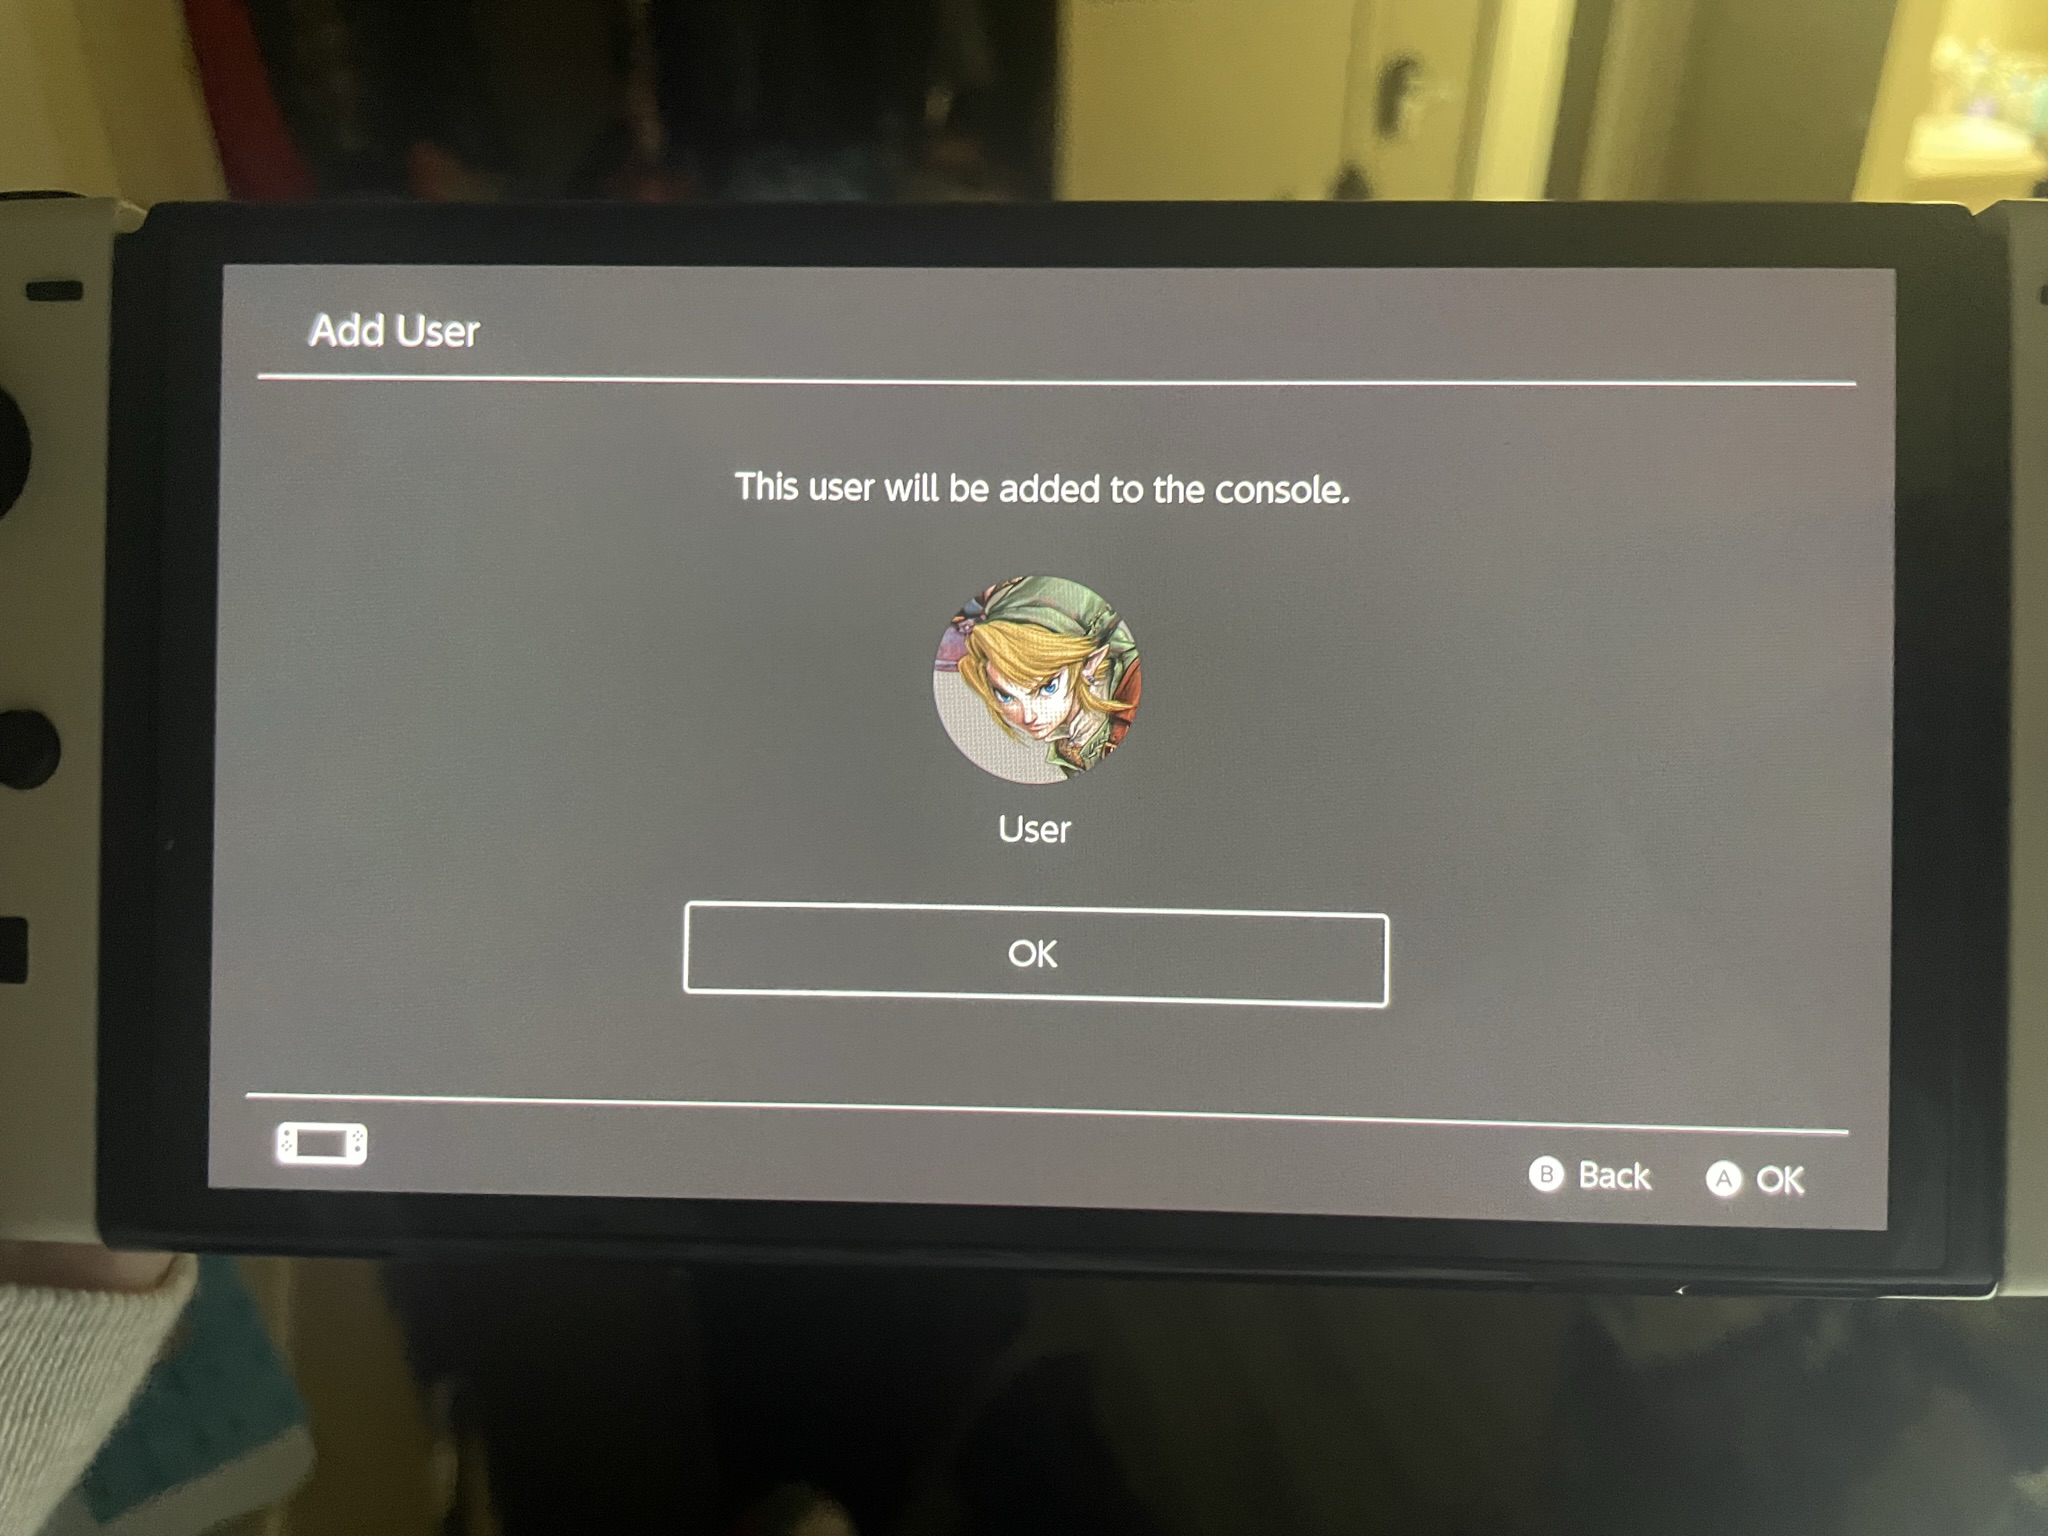 Add User
This user will be added to the console.
User
OK
B Back A OK